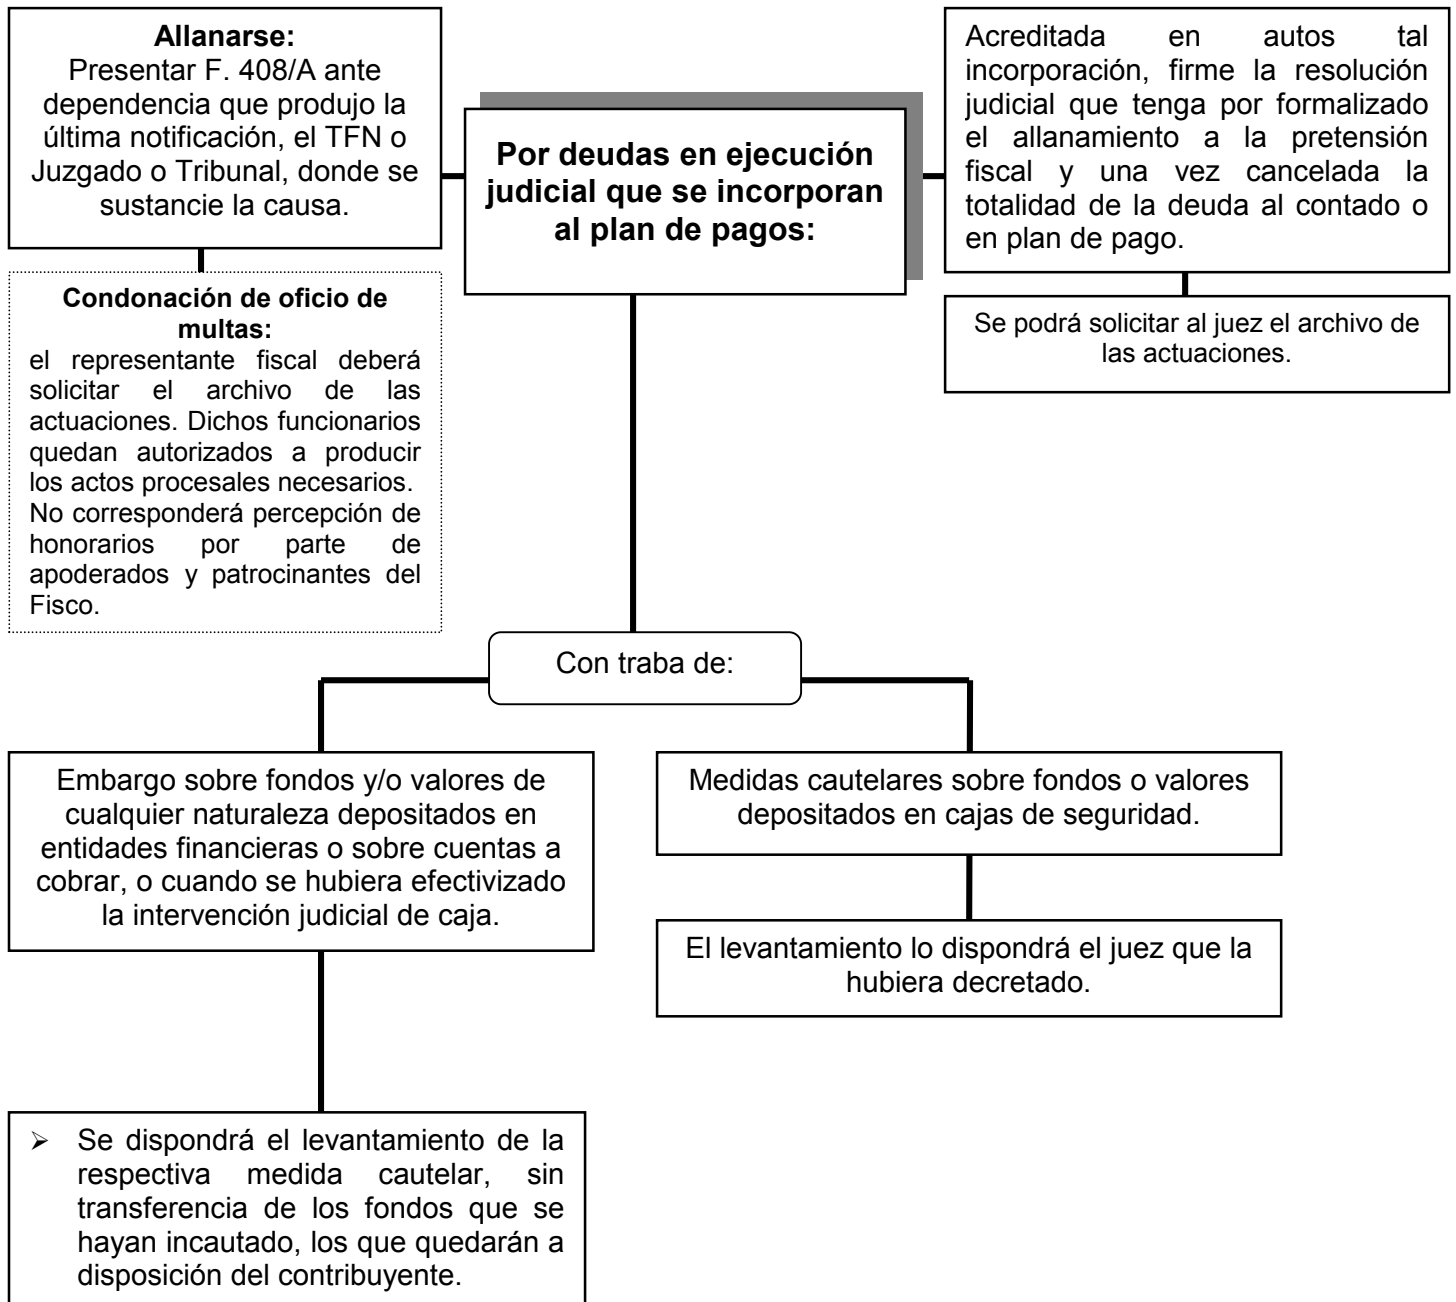 Allanarse:
Presentar F. 408/A ante
dependencia que produjo la
última notificación, el TFN o
Juzgado o Tribunal, donde se
sustancie la causa.
Condonación de oficio de
multas:
el representante fiscal deberá
solicitar el archivo de las
actuaciones. Dichos funcionarios
quedan autorizados a producir
los actos procesales necesarios.
No corresponderá percepción de
honorarios por parte de
apoderados y patrocinantes del
Fisco.
Por deudas en ejecución
judicial que se incorporan
al plan de pagos:
Acreditada en autos tal
incorporación, firme la resolución
judicial que tenga por formalizado
el allanamiento a la pretensión
fiscal y una vez cancelada la
totalidad de la deuda al contado o
en plan de pago.
Se podrá solicitar al juez el archivo de
las actuaciones.
Con traba de:
Embargo sobre fondos y/o valores de
cualquier naturaleza depositados en
entidades financieras o sobre cuentas a
cobrar, o cuando se hubiera efectivizado
la intervención judicial de caja.
Medidas cautelares sobre fondos o valores
depositados en cajas de seguridad.
El levantamiento lo dispondrá el juez que la
hubiera decretado.
➢ Se dispondrá el levantamiento de la
respectiva medida cautelar, sin
transferencia de los fondos que se
hayan incautado, los que quedarán a
disposición del contribuyente.